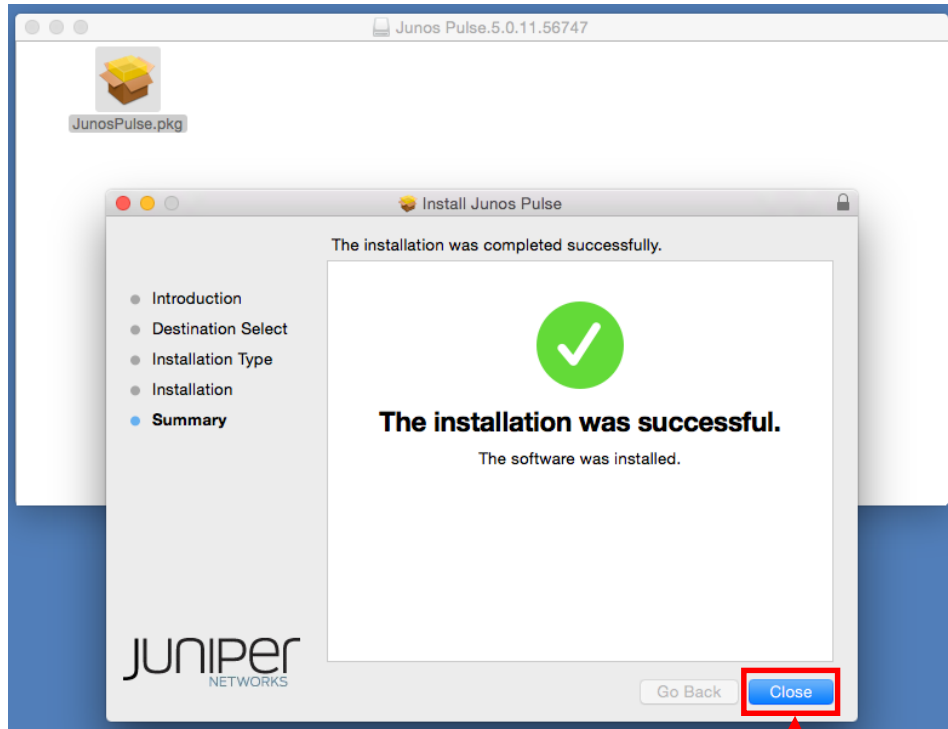 Junos Pulse.5.0.11.56747
JunosPulse.pkg
Install Junos Pulse
The installation was completed successfully.
Introduction
Destination Select
Installation Type
Installation
Summary
The installation was successful.
The software was installed.
JUNIPer
NETWORKS
Go Back
Close